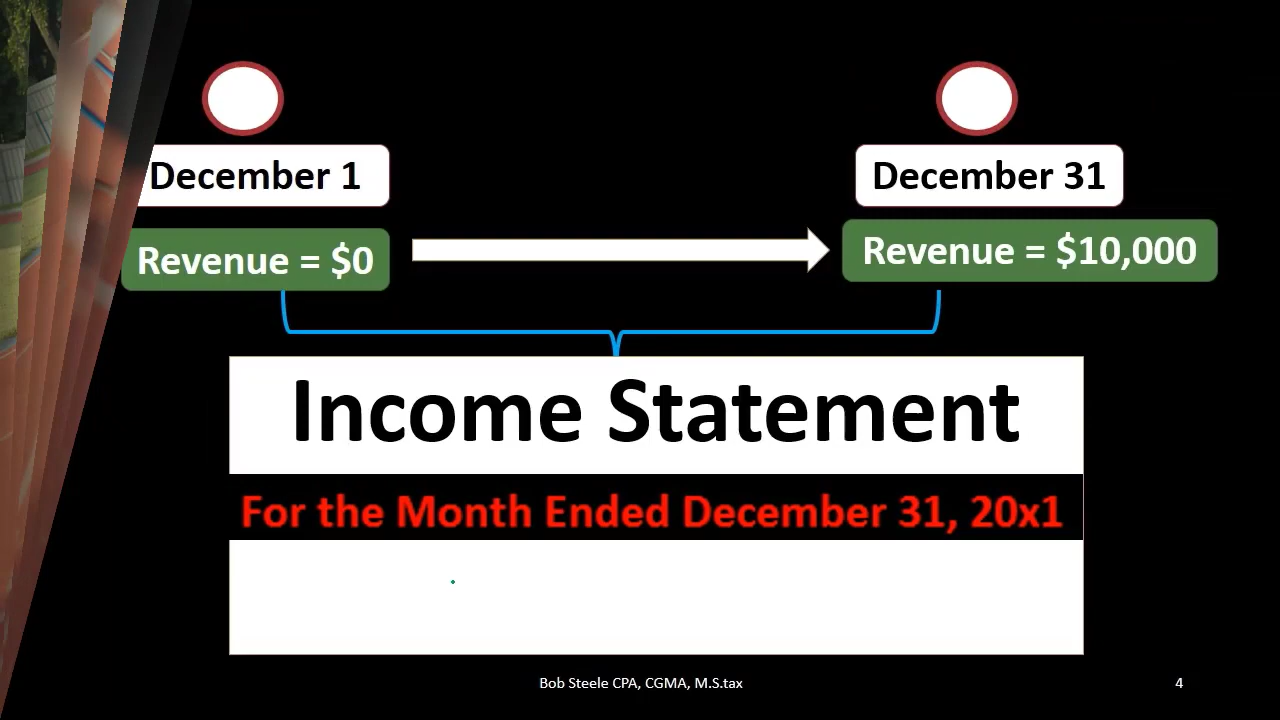 December 1
December 31
Revenue = $0
Revenue = $10,000
Income Statement
For the Month Ended December 31, 20x1
Bob Steele CPA, CGMA, M.S.tax
4